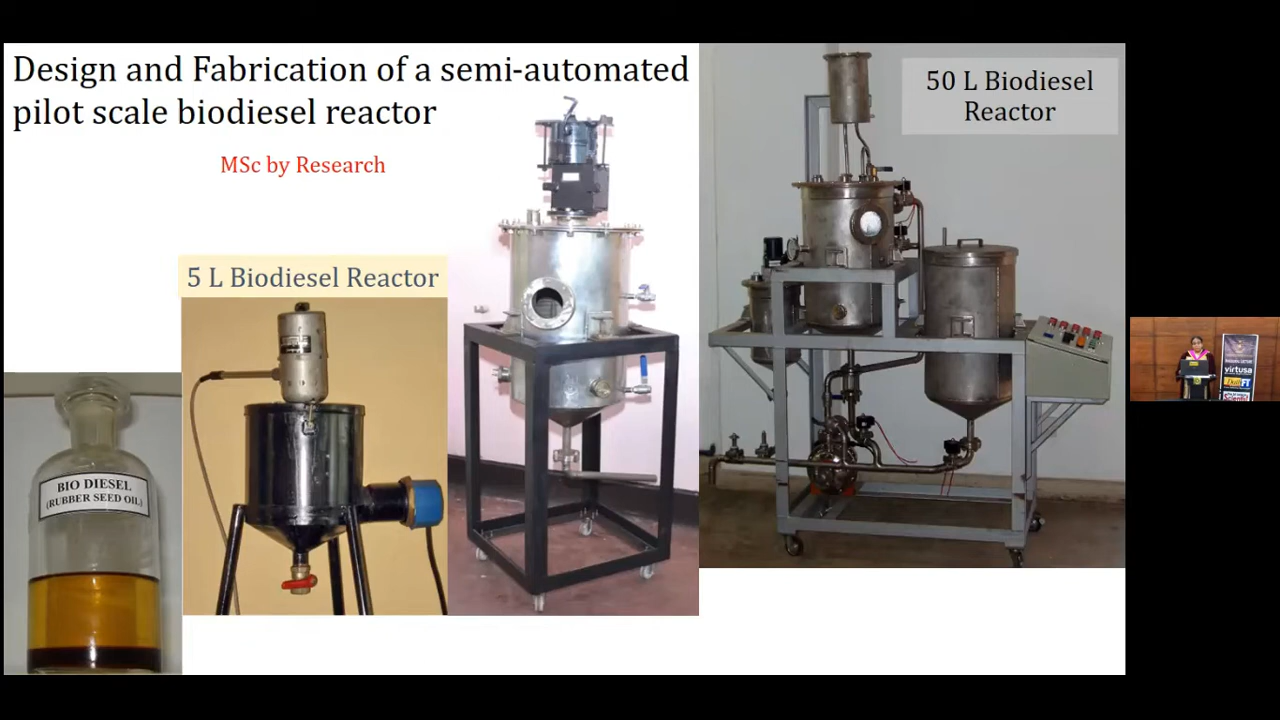 Design and Fabrication of a semi-automated
pilot scale biodiesel reactor
MSc by Research
50 L Biodiesel
Reactor
5 L Biodiesel Reactor
BIO DIESEL
(RUBBER SEED OIL)
virtusa